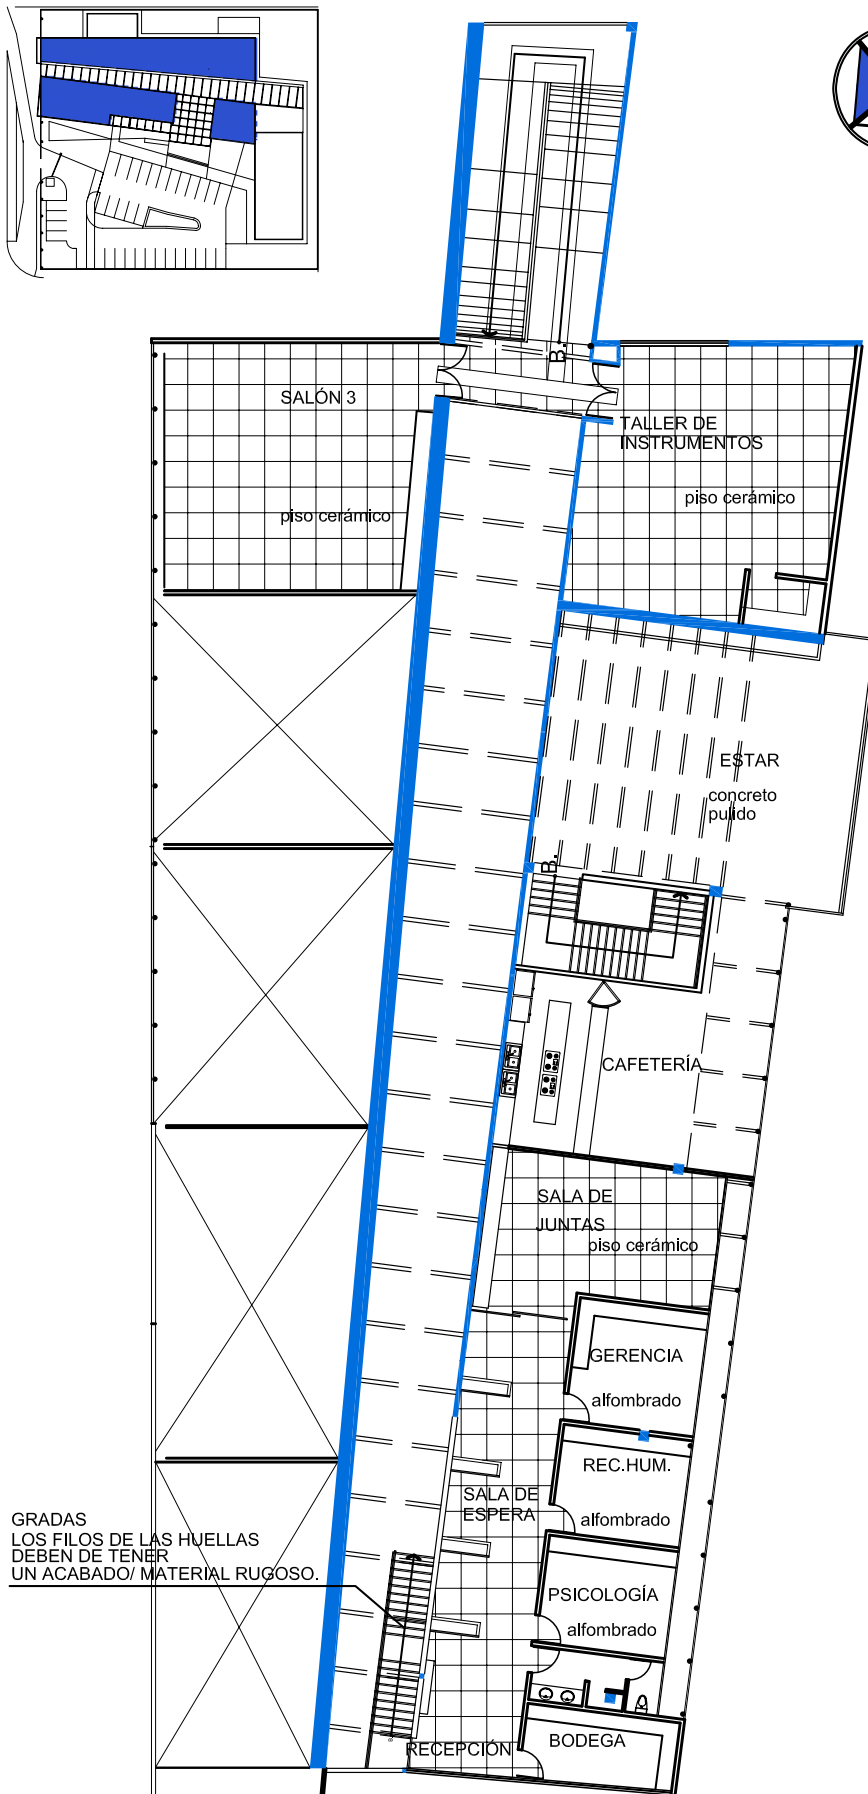 B.
SALÓN 3
TALLER DE
INSTRUMENTOS
piso cerámico
piso cerámico
ESTAR
concreto
pulido
B.
CAFETERÍA
SALA DE
JUNTAS
piso cerámico
GERENCIA
alfombrado
REC.HUM.
SALA DE
ESPERA
alfombrado
GRADAS
LOS FILOS DE LAS HUELLAS
DEBEN DE TENER
UN ACABADO/ MATERIAL RUGOSO.
PSICOLOGÍA
alfombrado
RECEPCIÓN
BODEGA